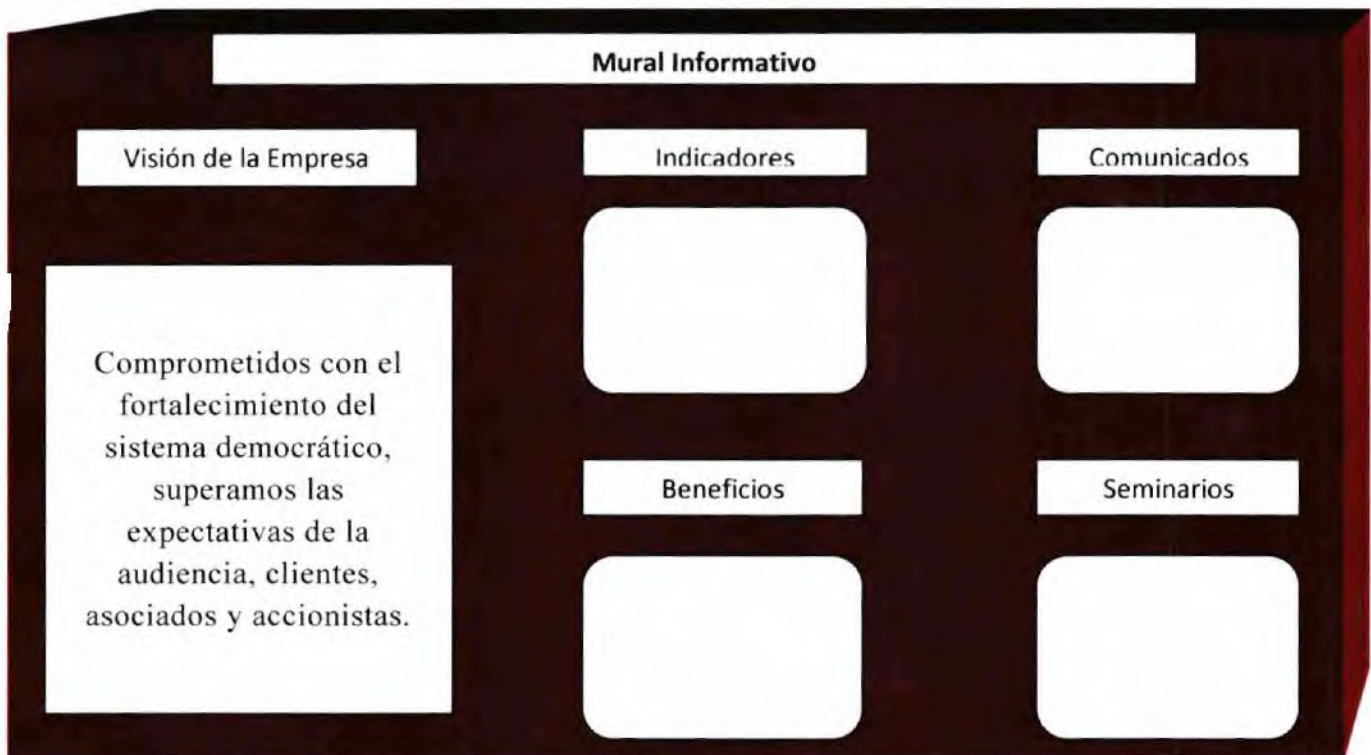 Mural Informativo
Visión de la Empresa
Comprometidos con el
fortalecimiento del
sistema democrático,
superamos las
expectativas de la
audiencia, clientes,
asociados y accionistas.
Indicadores
Comunicados
Beneficios
Seminarios